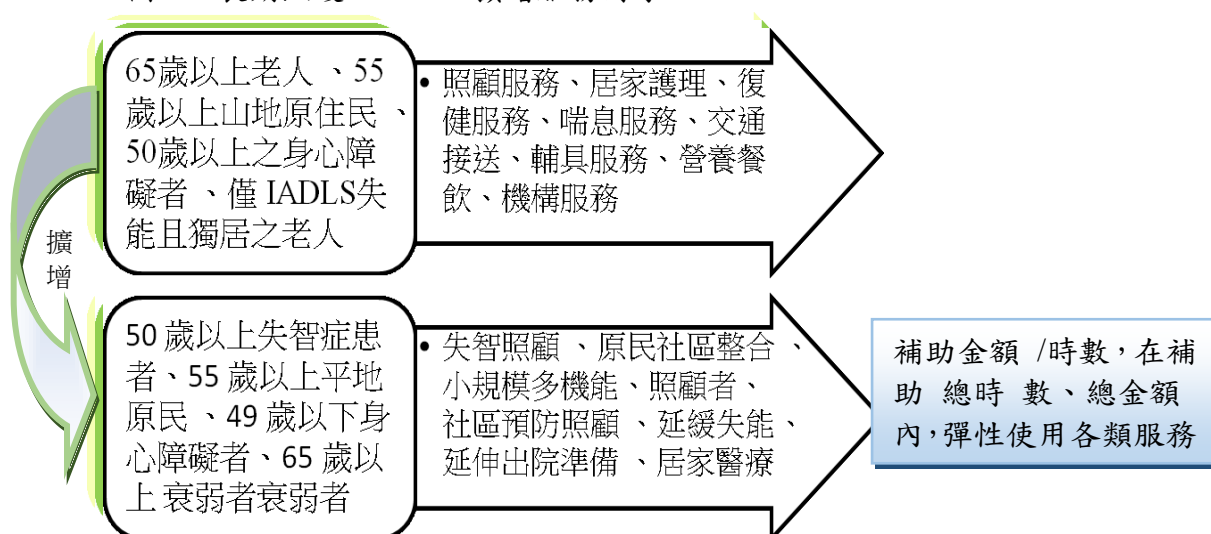 65歲以上老人 、55
歲以上山地原住民 、
50歲以上之身心障
礙者 、僅 IADLS失
能且獨居之老人
• 照顧服務、居家護理、復
健服務、喘息服務、交通
接送、輔具服務、營養餐
飲、機構服務
擴
增
50 歲以上失智症患
者、55 歲以上平地
原民 、49 歲以下身
心障礙者、65 歲以
上 衰弱者衰弱者
• 失智照顧 、原民社區整合 、
小規模多機能、照顧者、
社區預防照顧 、延緩失能、
延伸出院準備 、居家醫療
補助金額 /時數，在補
助 總時 數、總金額
內，彈性使用各類服務